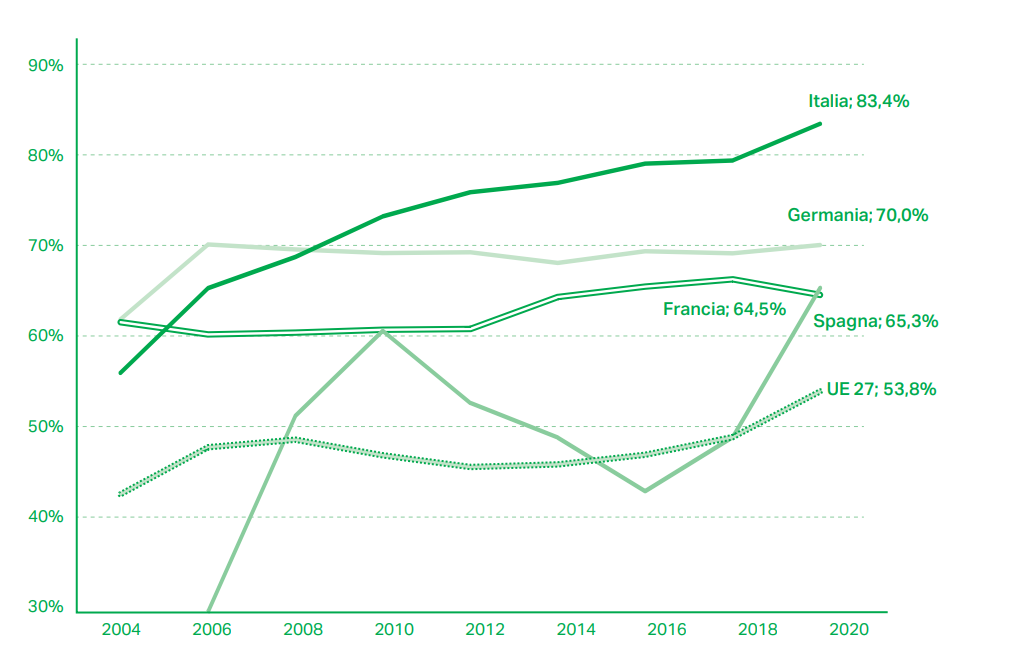 90%
Italia; 83,4%
80%
Germania; 70,0%
70%
Francia; 64,5%
Spagna; 65,3%
60%
UE 27; 53,8%
50%
40%
30%
2004 2006 2008 2010 2012 2014 2016 2018 2020